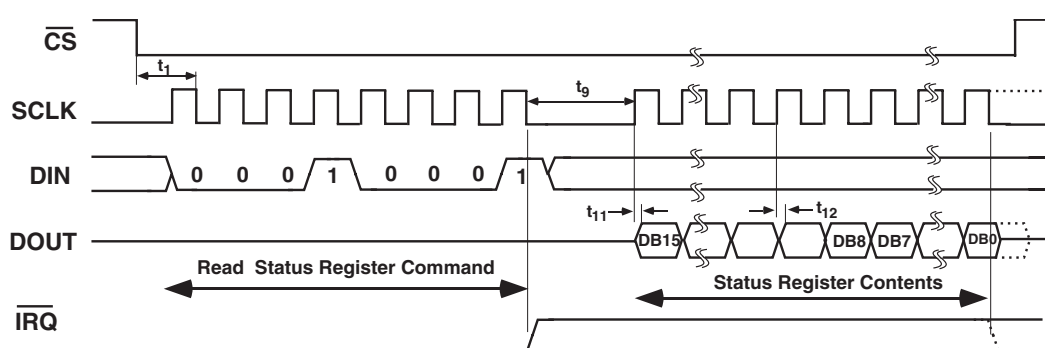 CS
t1
SCLK
t9
DIN
0 0 0 1 0 0 0 1
t11
t12
DOUT
DB15
DB8
DB7
DB0
Read Status Register Command
Status Register Contents
IRQ